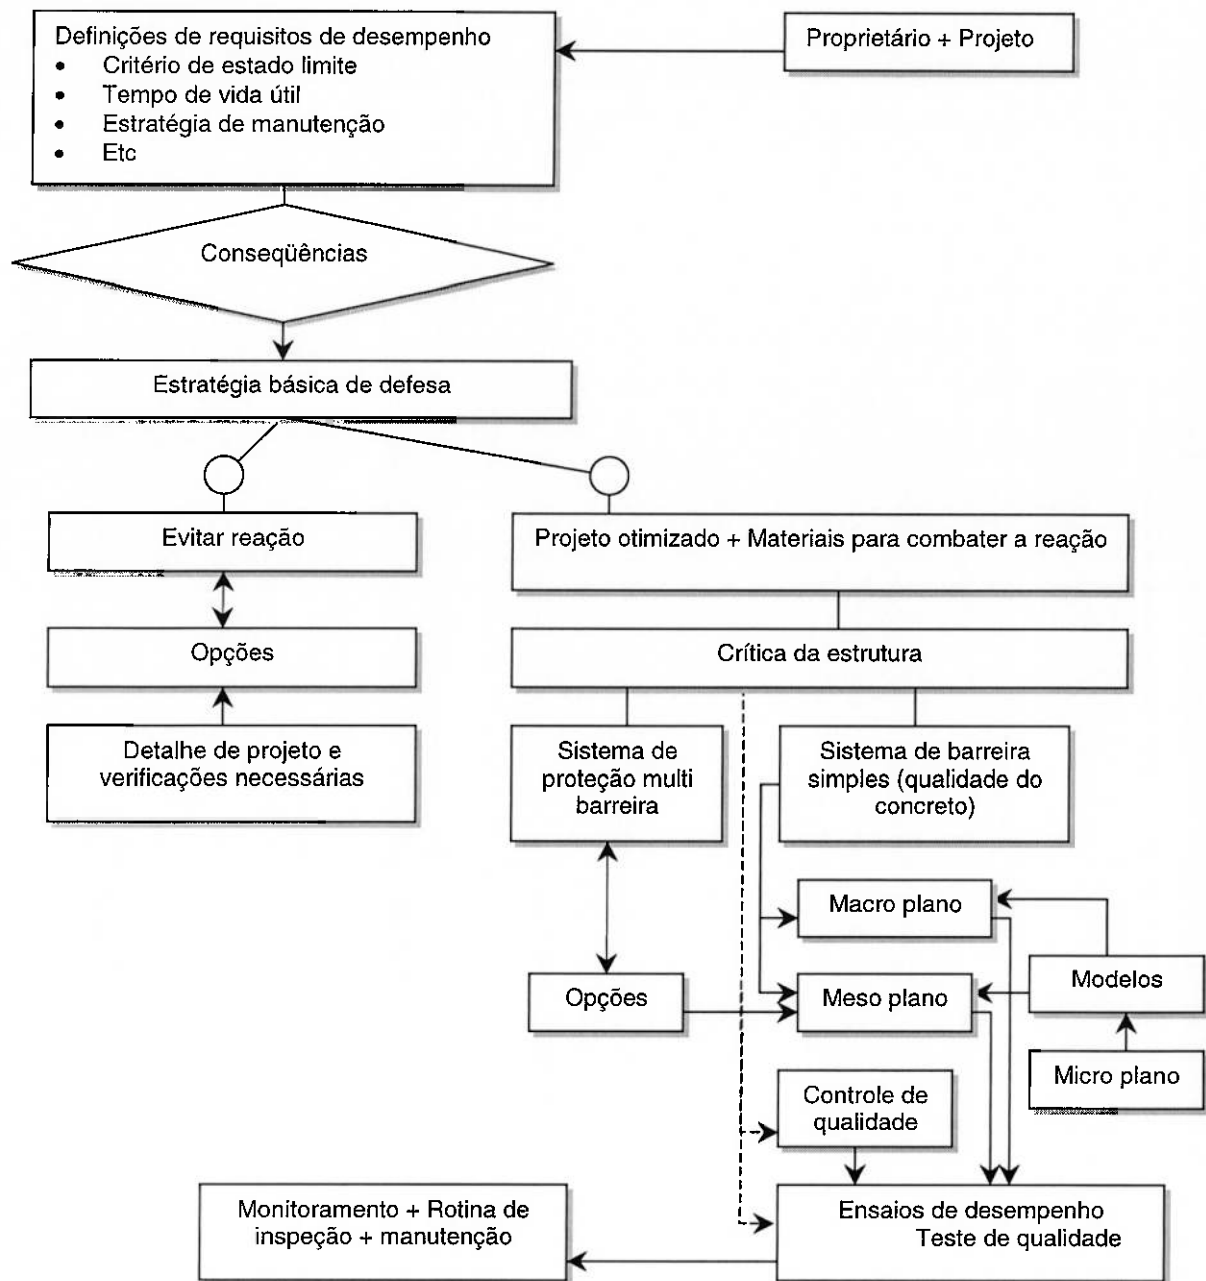 Definições de requisitos de desempenho
• Critério de estado limite
• Tempo de vida útil
• Estratégia de manutenção
• Etc
Proprietário + Projeto
Conseqüências
Estratégia básica de defesa
Evitar reação
Projeto otimizado + Materiais para combater a reação
Opções
Crítica da estrutura
Detalhe de projeto e
verificações necessárias
Sistema de
proteção multi
barreira
Sistema de barreira
simples (qualidade do
concreto)
Macro plano
Opções
Meso plano
Modelos
Micro plano
Controle de
qualidade
Monitoramento + Rotina de
inspeção + manutenção
Ensaios de desempenho
Teste de qualidade